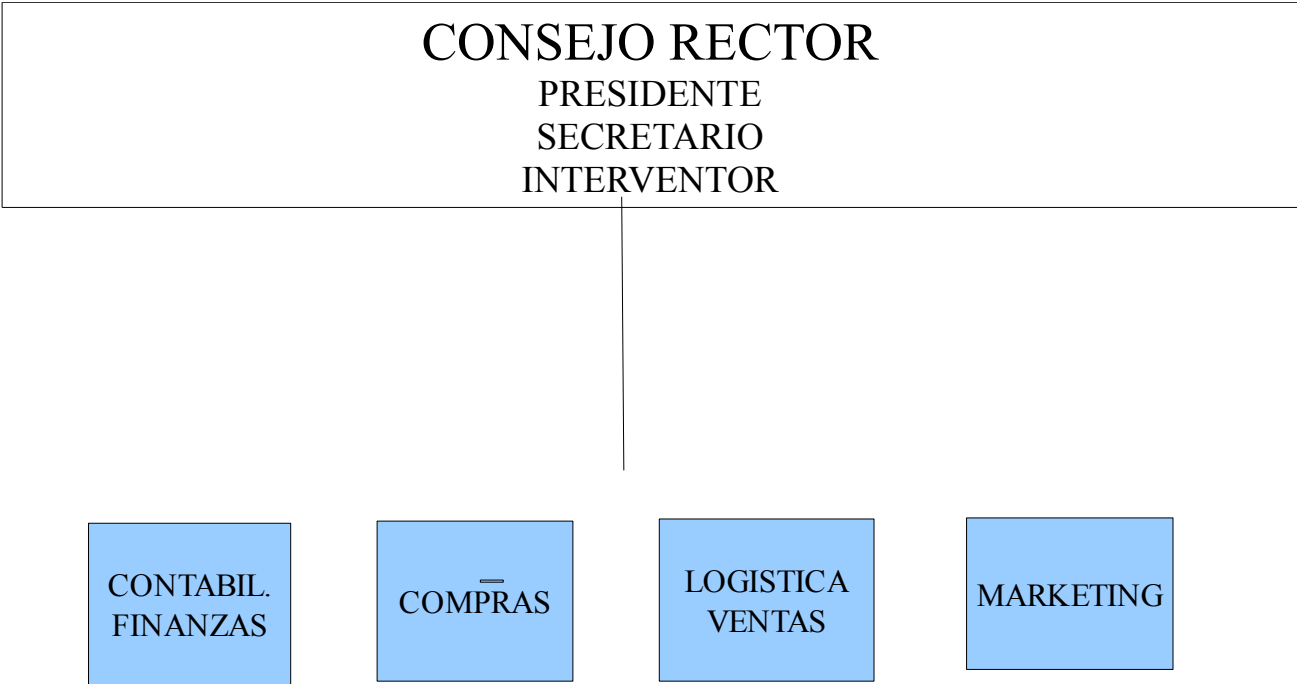 CONSEJO RECTOR
PRESIDENTE
SECRETARIO
INTERVENTOR
CONTABIL.
FINANZAS
COMPRAS
LOGISTICA
VENTAS
MARKETING